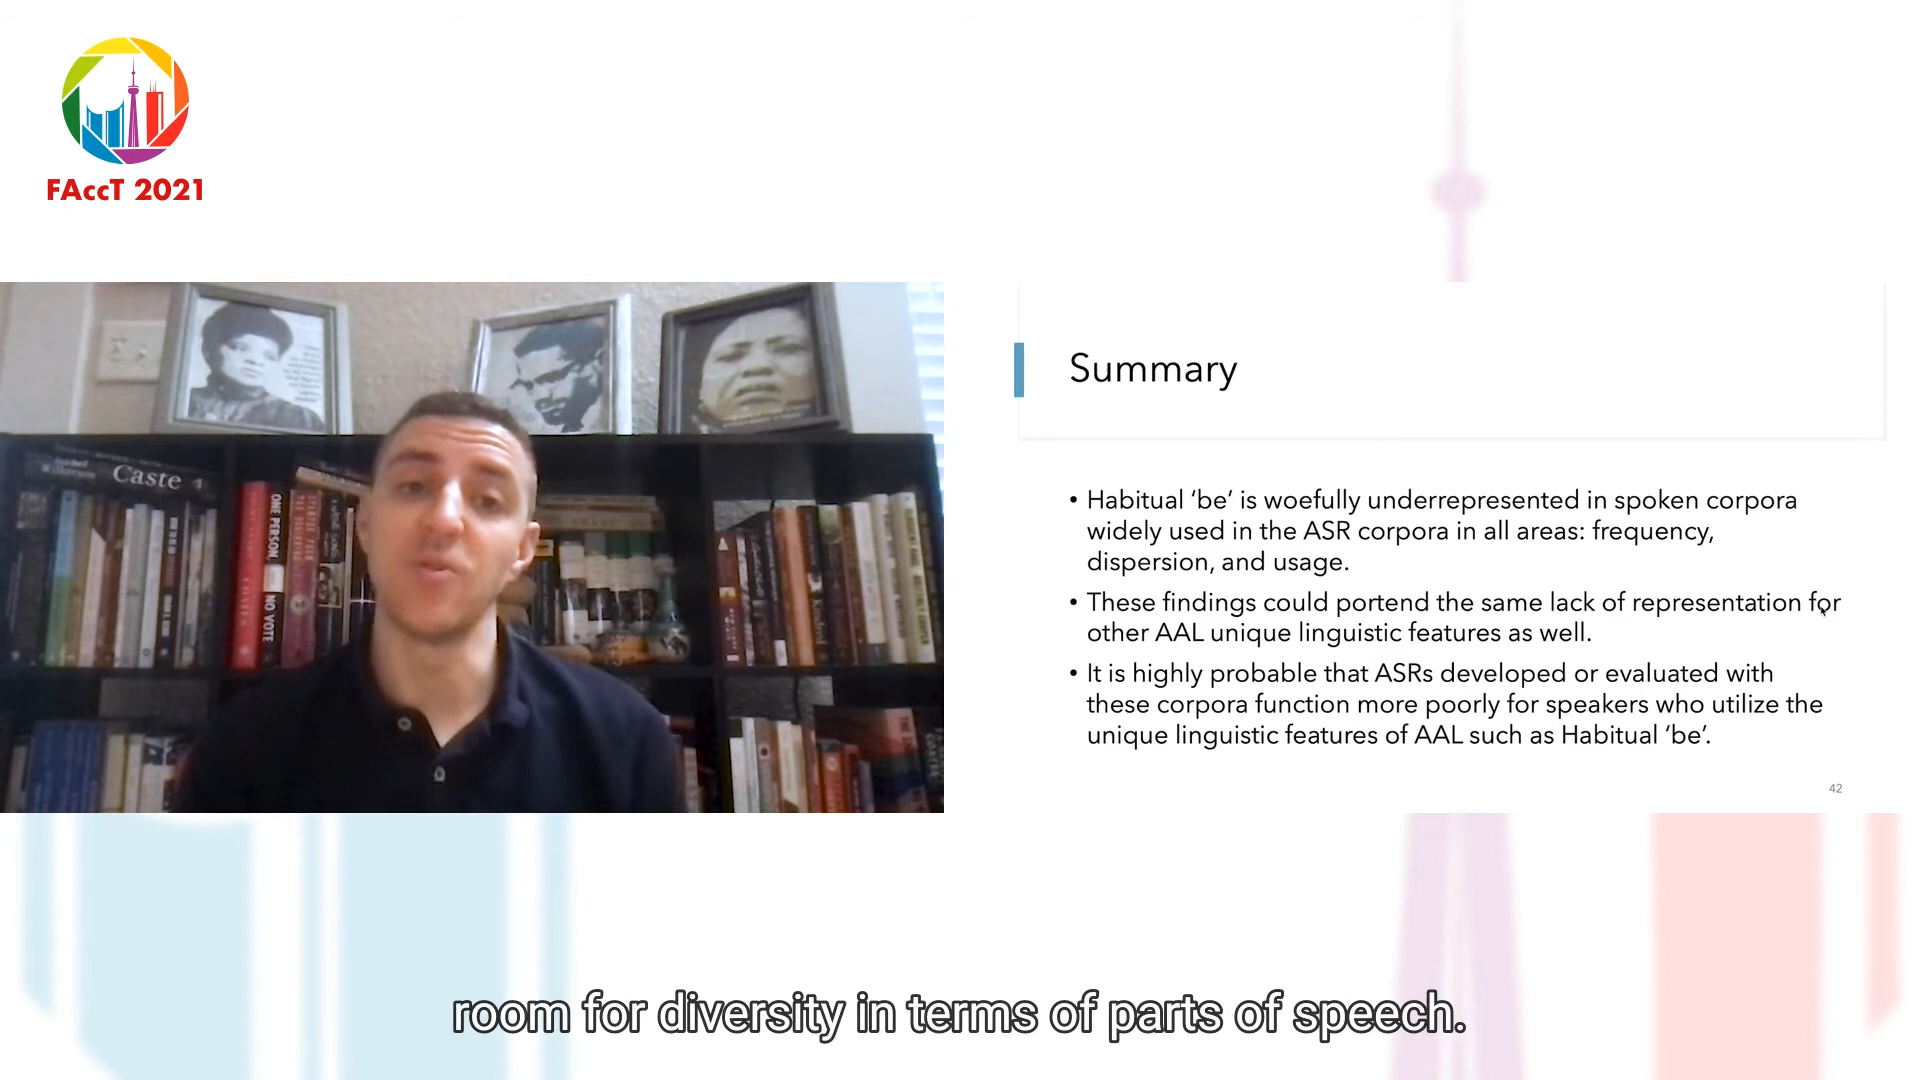 FAccT 2021
Caste
ONE PERSON, NO VOTE
Summary
• Habitual ‘be’ is woefully underrepresented in spoken corpora
widely used in the ASR corpora in all areas: frequency,
dispersion, and usage.
• These findings could portend the same lack of representation for
other AAL unique linguistic features as well.
• It is highly probable that ASRs developed or evaluated with
these corpora function more poorly for speakers who utilize the
unique linguistic features of AAL such as Habitual ‘be’.
42
room for diversity in terms of parts of speech.